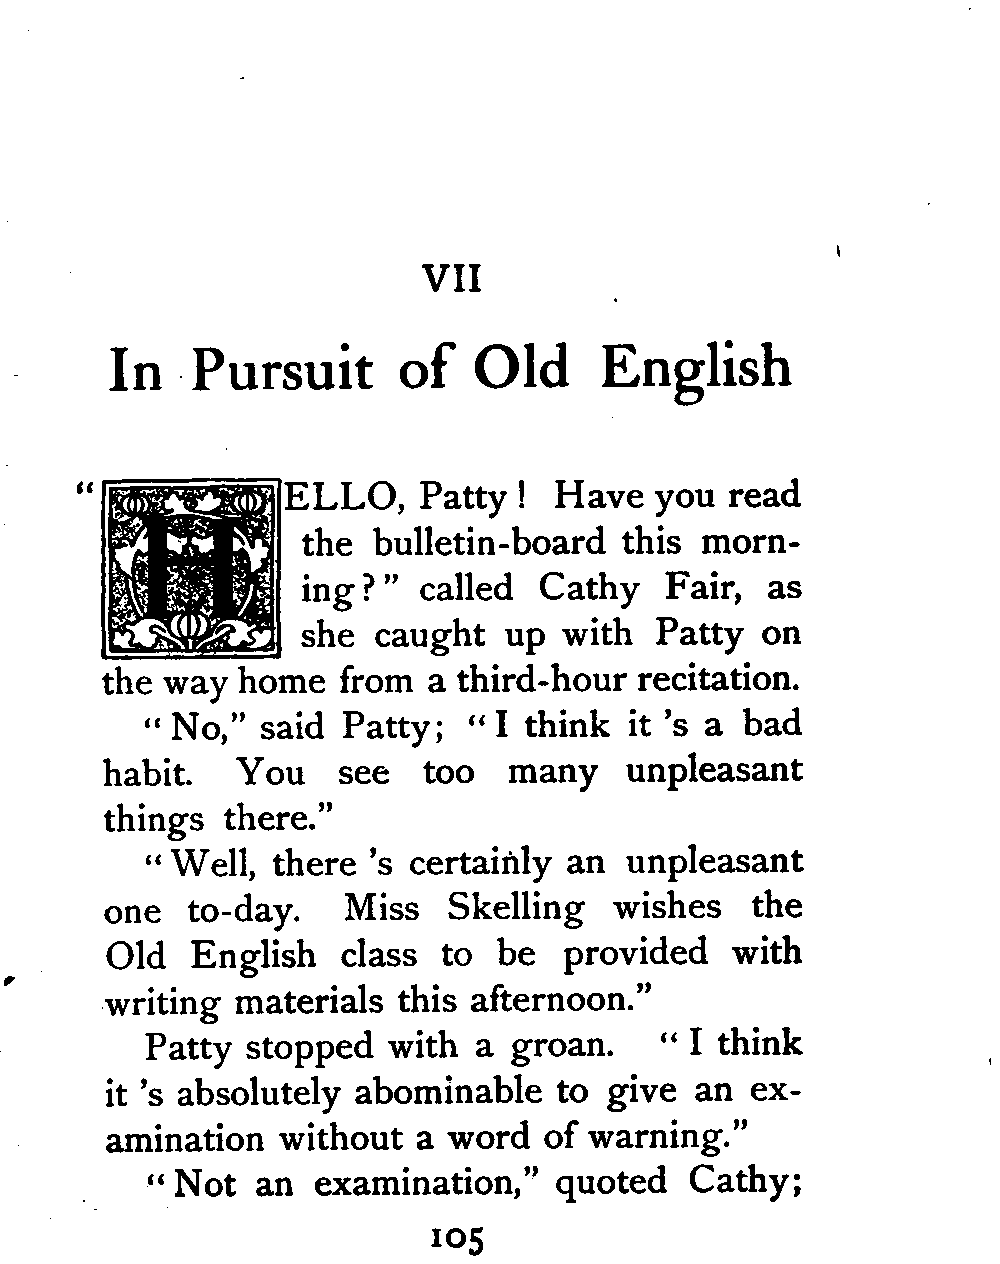 VII
In Pursuit of Old English
"HELLO, Patty! Have you read
the bulletin-board this morn-
ing?" called Cathy Fair, as
she caught up with Patty on
the way home from a third-hour recitation.
"No," said Patty; "I think it 's a bad
habit. You see too many unpleasant
things there."
"Well, there 's certainly an unpleasant
one to-day. Miss Skelling wishes the
Old English class to be provided with
writing materials this afternoon."
Patty stopped with a groan. "I think
it 's absolutely abominable to give an ex-
amination without a word of warning."
"Not an examination," quoted Cathy;
105